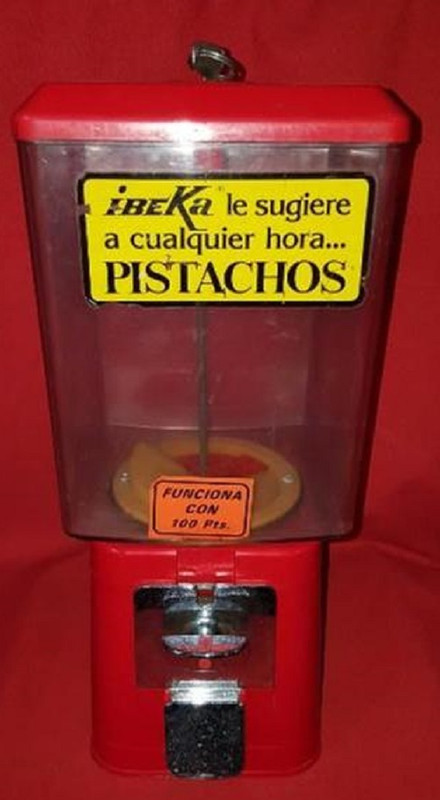 iBEKa le sugiere
a cualquier hora...
PISTACHOS
FUNCIONA
CON
100 Pts.